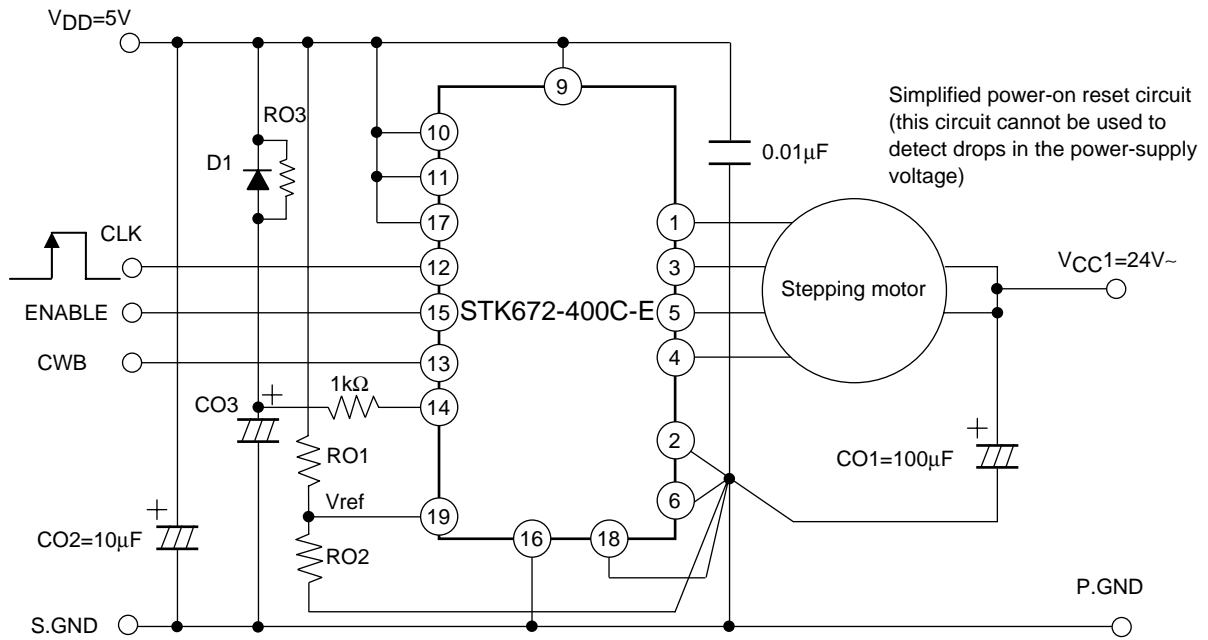 VDD=5V
9
Simplified power-on reset circuit
(this circuit cannot be used to
detect drops in the power-supply
voltage)
RO3
D1
10
11
17
0.01µF
1
CLK
12
3
VCC1=24V~
Stepping motor
ENABLE
15
STK672-400C-E
5
CWB
13
4
1kΩ
+
CO3
14
2
+
CO1=100µF
RO1
6
Vref
19
+
CO2=10µF
RO2
16
18
P.GND
S.GND